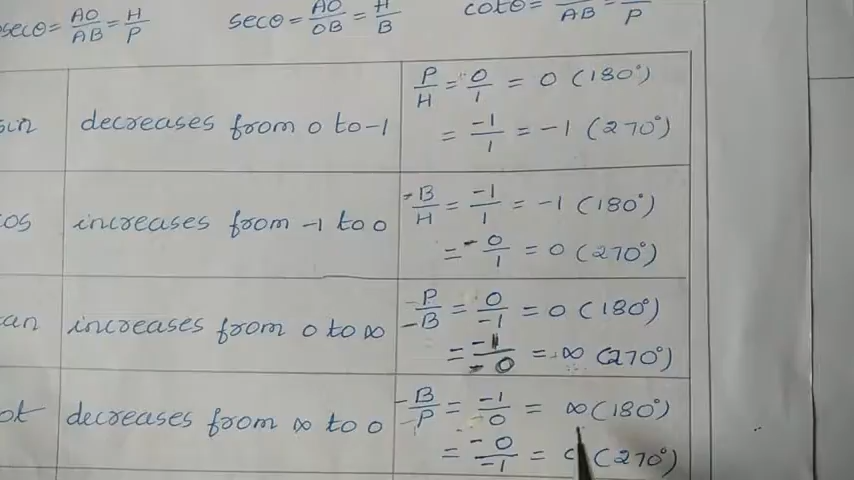 secθ = AO/AB = H/P   secθ = AO/OB = H/B   cotθ = /AB = /P
sin decreases from 0 to -1 P/H = 0/1 = 0 (180°)
= -1/1 = -1 (270°)
cos increases from -1 to 0 -B/H = -1/1 = -1 (180°)
= -0/1 = 0 (270°)
an increases from 0 to ∞ -P/-B = 0/-1 = 0 (180°)
= -1/-0 = ∞ (270°)
ot decreases from ∞ to 0 -B/-P = -1/-0 = ∞ (180°)
= -0/-1 = (270°)